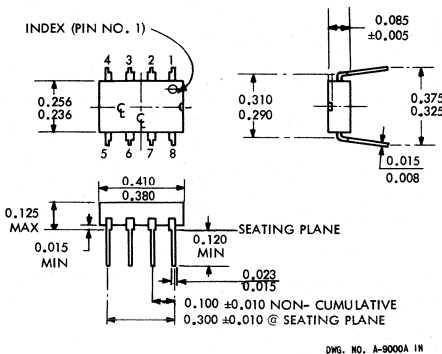 INDEX (PIN NO. 1)
4 3 2 1
0.256
0.236
℄
℄
5 6 7 8
0.085
±0.005
0.310
0.290
0.375
0.325
0.015
0.008
0.410
0.380
0.125
MAX
0.015
MIN
SEATING PLANE
0.120
MIN
0.023
0.015
0.100 ±0.010 NON- CUMULATIVE
0.300 ±0.010 @ SEATING PLANE
DWG. NO. A-9000A IN